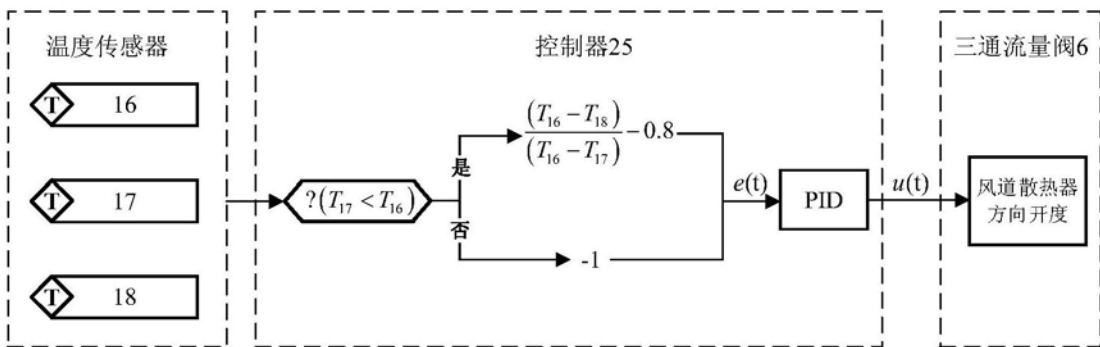 温度传感器
T 16
T 17
T 18
控制器25
?(T₁₇ < T₁₆)
是
否
(T₁₆ − T₁₈)
(T₁₆ − T₁₇)
− 0.8
-1
e(t)
PID
u(t)
三通流量阀6
风道散热器
方向开度